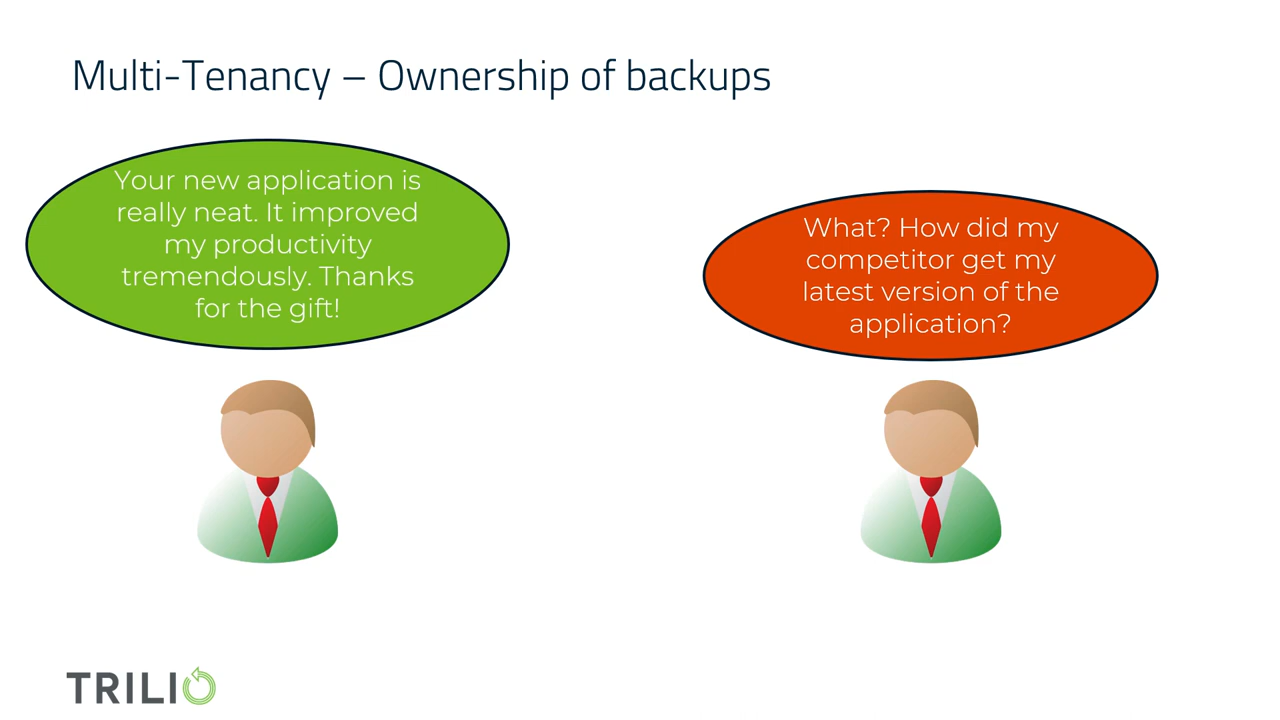 Multi-Tenancy – Ownership of backups
Your new application is
really neat. It improved
my productivity
tremendously. Thanks
for the gift!
What? How did my
competitor get my
latest version of the
application?
TRILIO